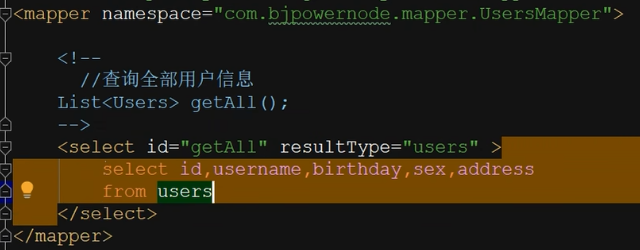 <mapper namespace="com.bjpowernode.mapper.UsersMapper">
<!--
//查询全部用户信息
List<Users> getAll();
-->
<select id="getAll" resultType="users" >
select id,username,birthday,sex,address
from users
</select>
</mapper>